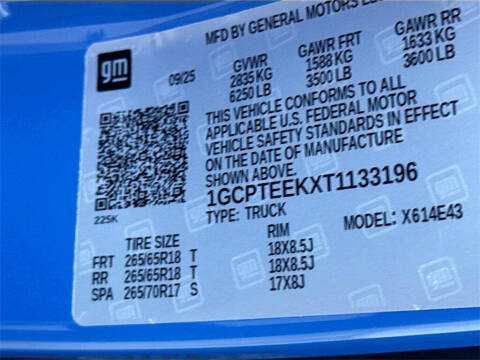 MFD BY GENERAL MOTORS
gm
09/25
GVWR GAWR FRT GAWR RR
2835 KG 1588 KG 1633 KG
6250 LB 3500 LB 3600 LB
THIS VEHICLE CONFORMS TO ALL
APPLICABLE U.S. FEDERAL MOTOR
VEHICLE SAFETY STANDARDS IN EFFECT
ON THE DATE OF MANUFACTURE
SHOWN ABOVE.
1GCPTEEKXT1133196
225K
TYPE: TRUCK MODEL: X614E43
TIRE SIZE RIM
FRT 265/65R18 T 18X8.5J
RR 265/65R18 T 18X8.5J
SPA 265/70R17 S 17X8J